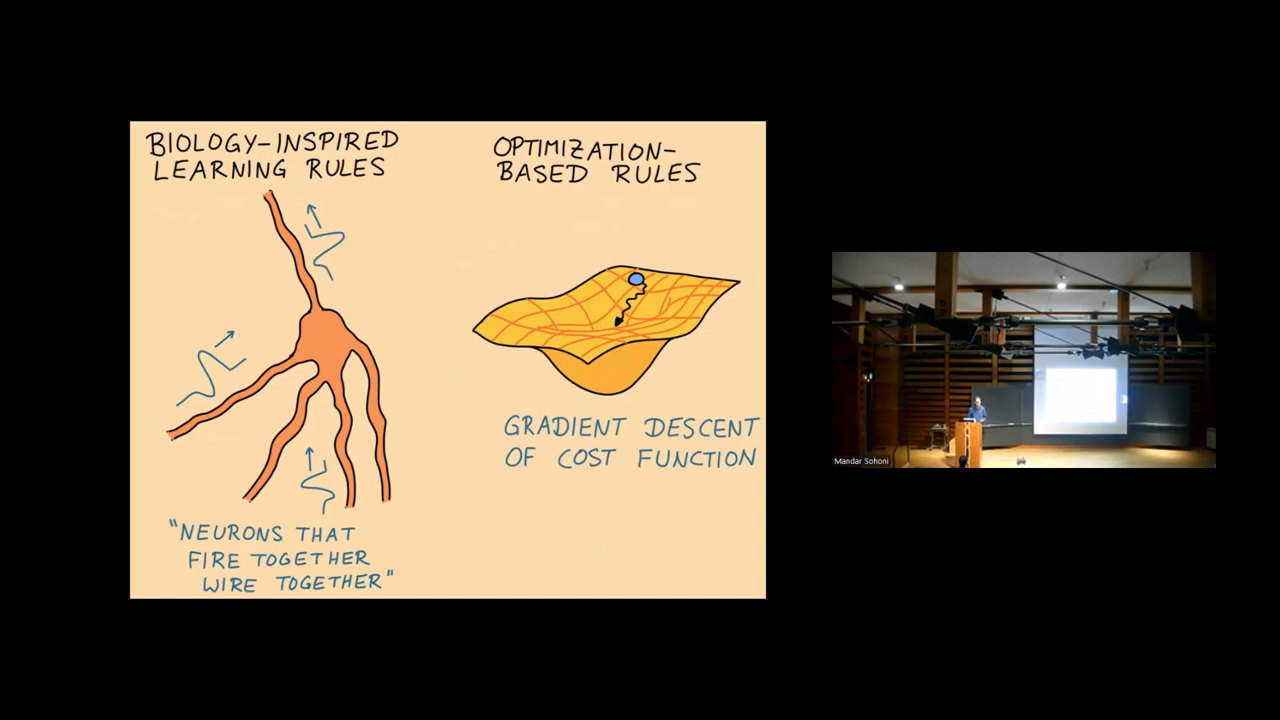 BIOLOGY-INSPIRED
LEARNING RULES
"NEURONS THAT
FIRE TOGETHER
WIRE TOGETHER"
OPTIMIZATION-
BASED RULES
GRADIENT DESCENT
OF COST FUNCTION
Mandar Sohoni